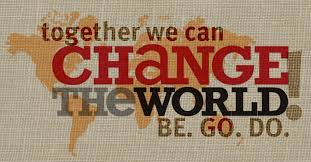 together we can
CHANGE
THE WORLD!
BE. GO. DO.